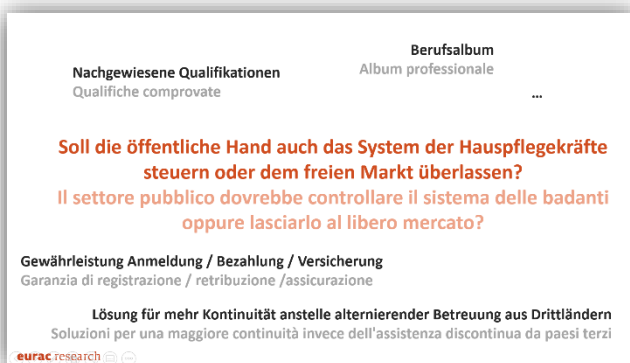 Berufsalbum
Album professionale
Nachgewiesene Qualifikationen
Qualifiche comprovate
...
Soll die öffentliche Hand auch das System der Hauspflegekräfte
steuern oder dem freien Markt überlassen?
Il settore pubblico dovrebbe controllare il sistema delle badanti
oppure lasciarlo al libero mercato?
Gewährleistung Anmeldung / Bezahlung / Versicherung
Garanzia di registrazione / retribuzione /assicurazione
Lösung für mehr Kontinuität anstelle alternierender Betreuung aus Drittländern
Soluzioni per una maggiore continuità invece dell'assistenza discontinua da paesi terzi
eurac research